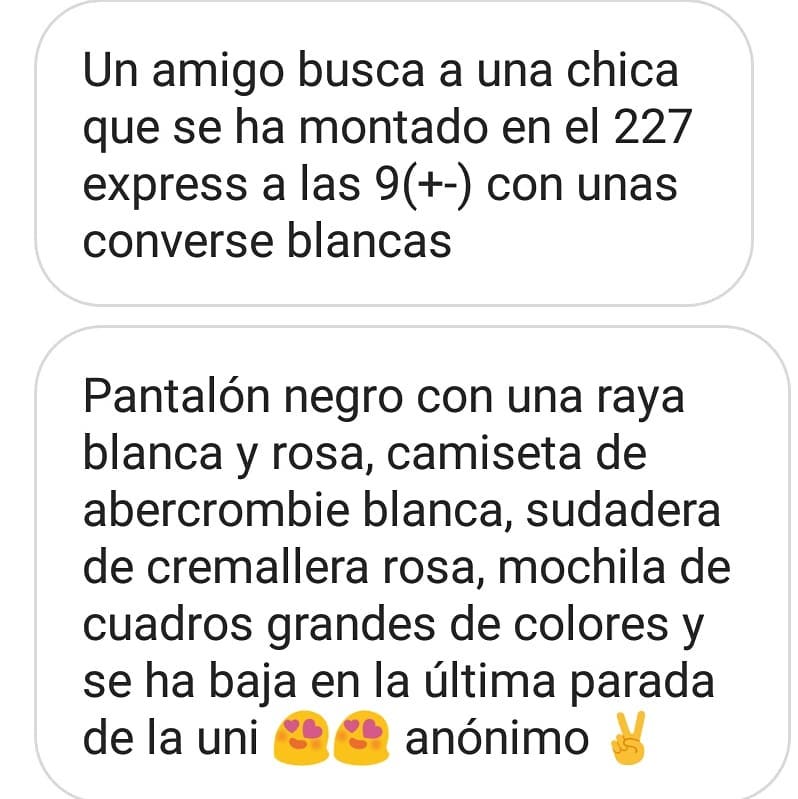 Un amigo busca a una chica
que se ha montado en el 227
express a las 9(+-) con unas
converse blancas
Pantalón negro con una raya
blanca y rosa, camiseta de
abercrombie blanca, sudadera
de cremallera rosa, mochila de
cuadros grandes de colores y
se ha baja en la última parada
de la uni 😍😍 anónimo ✌